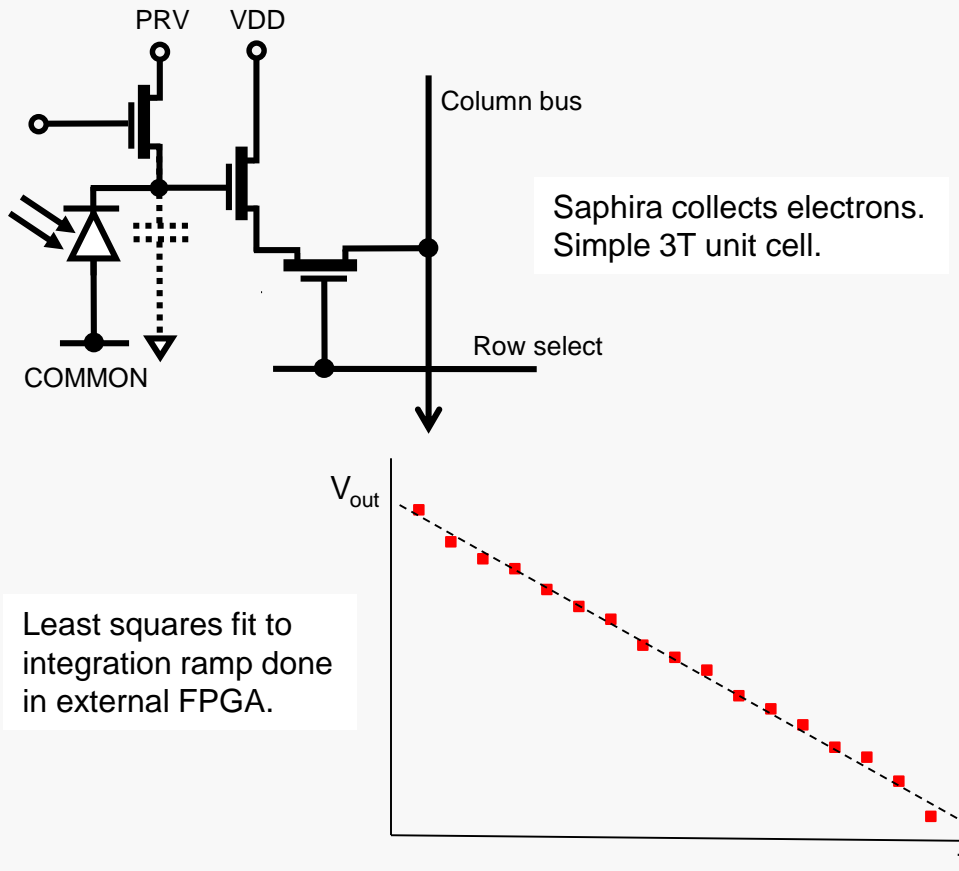 PRV VDD
Column bus
Saphira collects electrons.
Simple 3T unit cell.
Row select
COMMON
Vout
Least squares fit to
integration ramp done
in external FPGA.